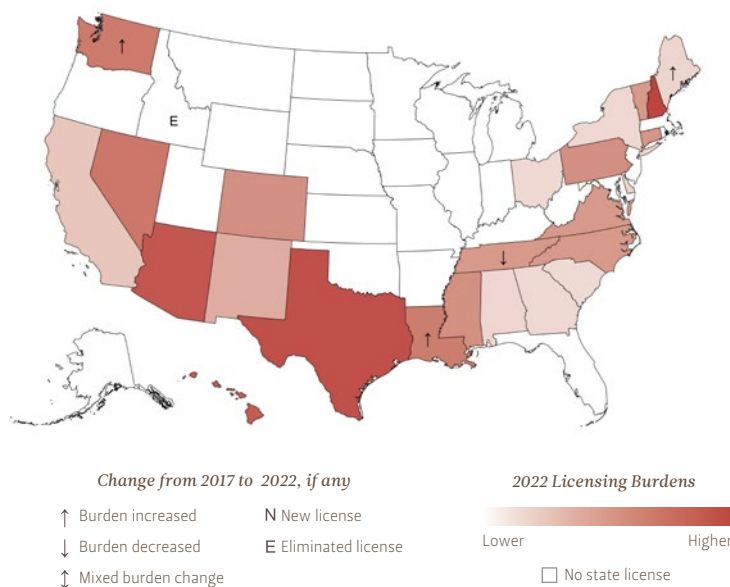 ↑
E
↑
↓
↑
Change from 2017 to 2022, if any
↑ Burden increased
↓ Burden decreased
↕ Mixed burden change
N New license
E Eliminated license
2022 Licensing Burdens
Lower Higher
No state license